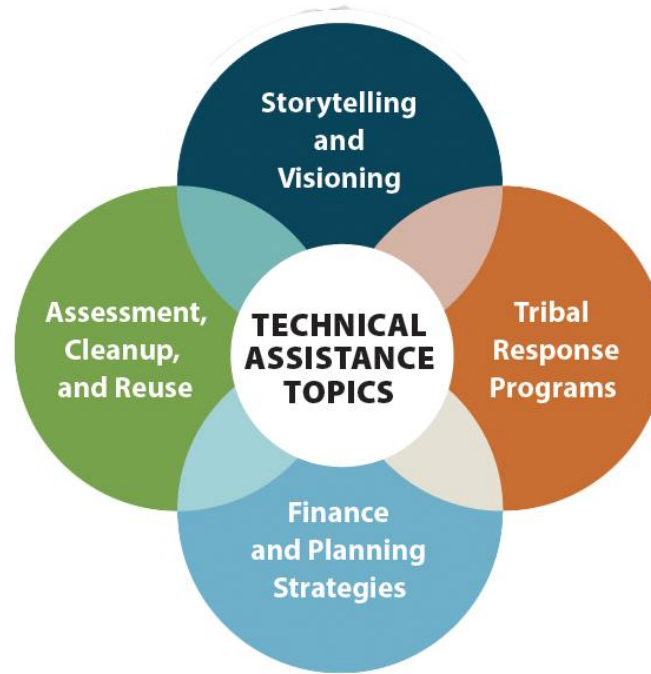 Storytelling
and
Visioning
Assessment,
Cleanup,
and Reuse
TECHNICAL
ASSISTANCE
TOPICS
Tribal
Response
Programs
Finance
and Planning
Strategies